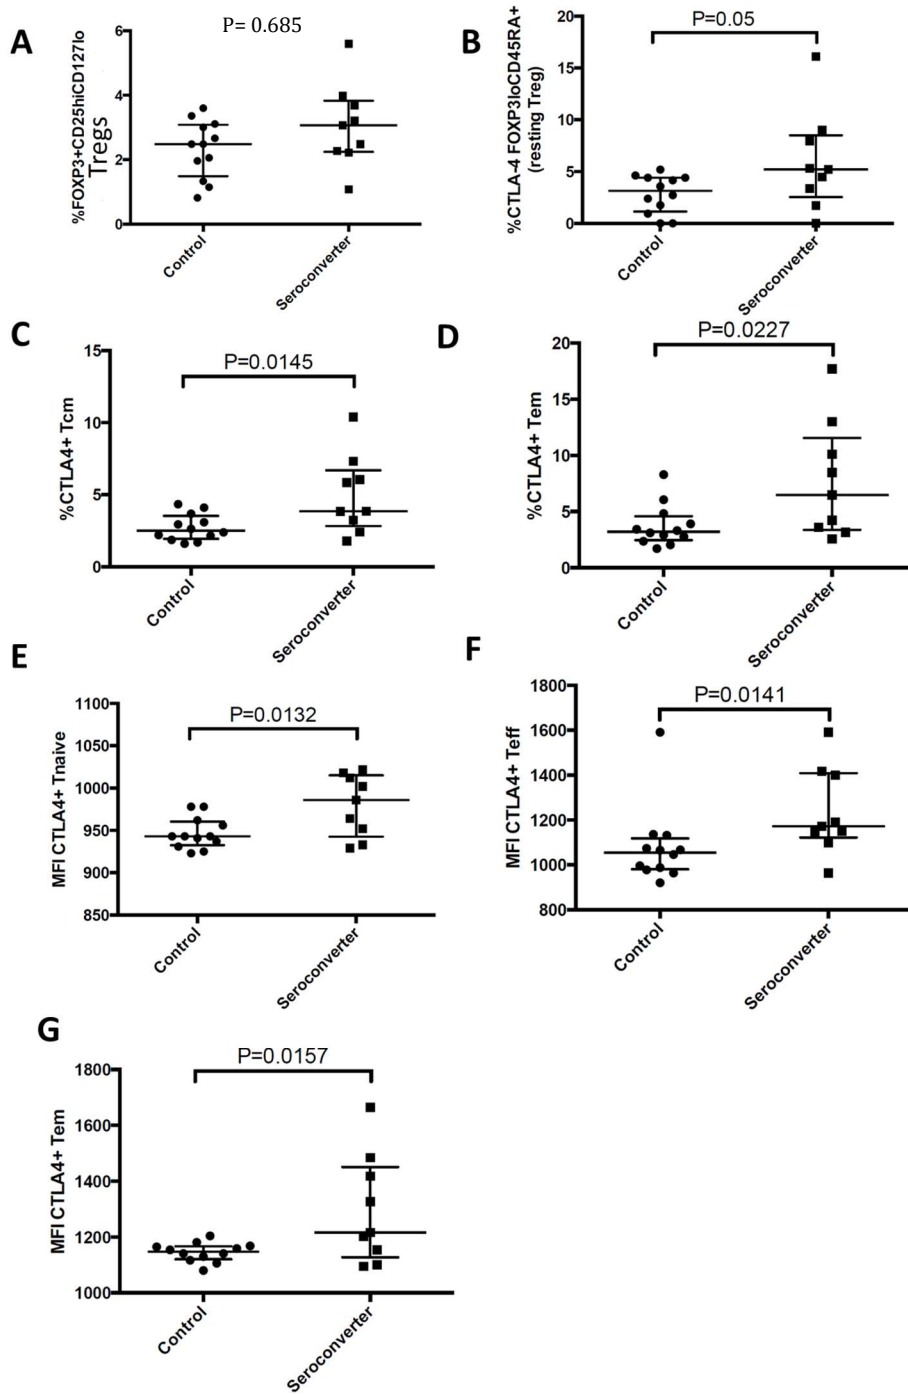 A
P= 0.685
%FOXP3+CD25hiCD127lo
Tregs
6
4
2
0
Control
Seroconverter
B
P=0.05
%CTLA-4 FOXP3loCD45RA+
(resting Treg)
20
15
10
5
0
Control
Seroconverter
C
P=0.0145
%CTLA4+ Tcm
15
10
5
0
Control
Seroconverter
D
P=0.0227
%CTLA4+ Tem
20
15
10
5
0
Control
Seroconverter
E
P=0.0132
MFI CTLA4+ Tnaive
1100
1050
1000
950
900
850
Control
Seroconverter
F
P=0.0141
MFI CTLA4+ Teff
1800
1600
1400
1200
1000
800
Control
Seroconverter
G
P=0.0157
MFI CTLA4+ Tem
1800
1600
1400
1200
1000
Control
Seroconverter